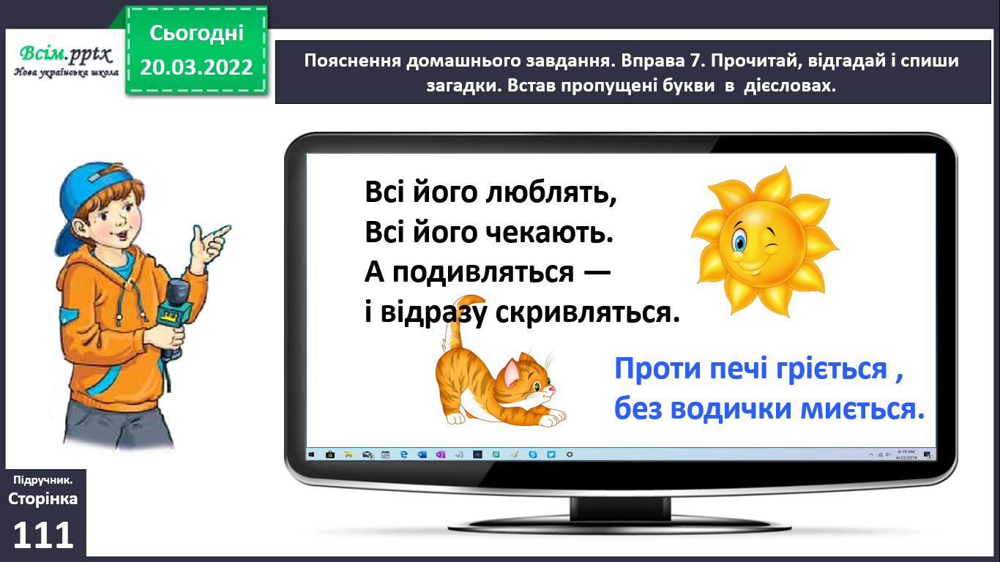 Всім.pptx
Нова українська школа
Сьогодні
20.03.2022
Пояснення домашнього завдання. Вправа 7. Прочитай, відгадай і спиши
загадки. Встав пропущені букви в дієсловах.
Всі його люблять,
Всі його чекають.
А подивляться —
і відразу скривляться.
Проти печі гріється ,
без водички миється.
8:19 AM
4/23/2019
Підручник.
Сторінка
111